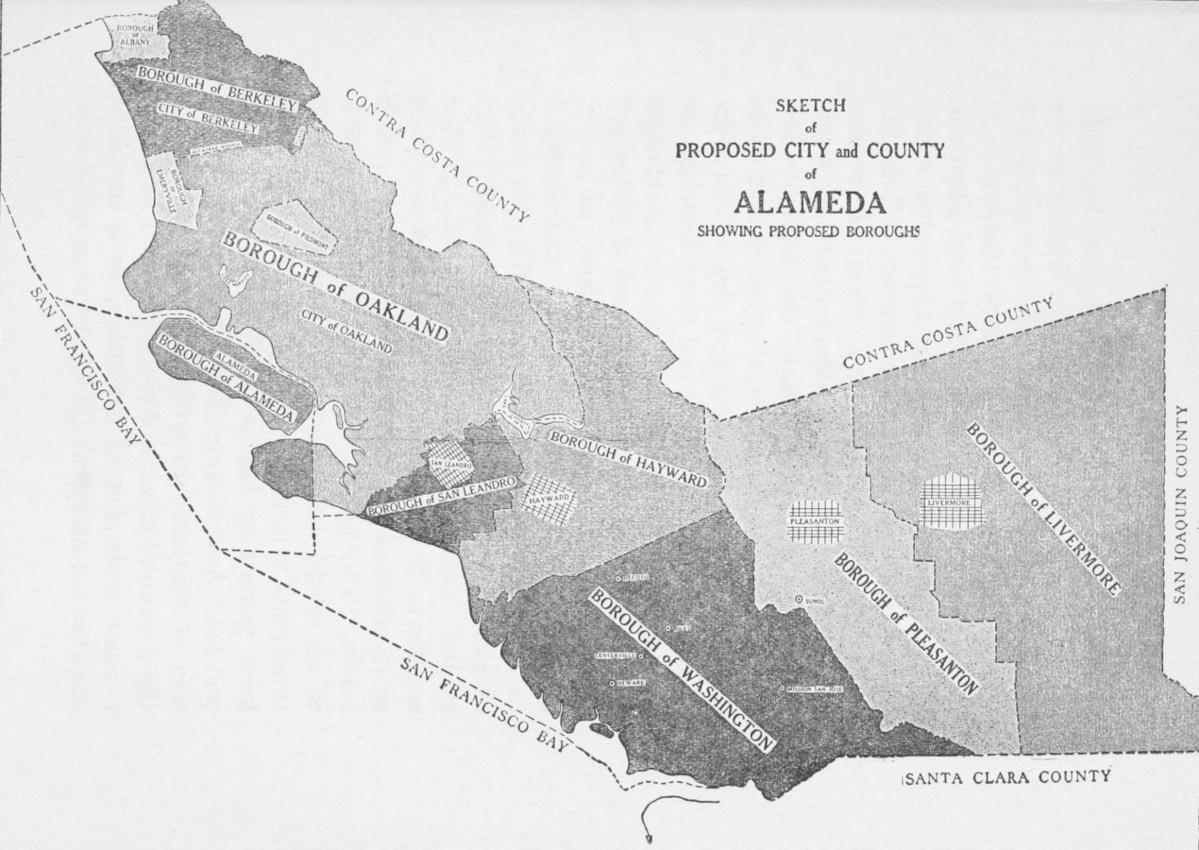 SKETCH
of
PROPOSED CITY and COUNTY
of
ALAMEDA
SHOWING PROPOSED BOROUGHS
BOROUGH
of
ALBANY
BOROUGH of BERKELEY
CITY of BERKELEY
CONTRA COSTA COUNTY
BOROUGH
of
EMERYVILLE
BOROUGH of PIEDMONT
BOROUGH of OAKLAND
CITY of OAKLAND
SAN FRANCISCO BAY
ALAMEDA
BOROUGH of ALAMEDA
CONTRA COSTA COUNTY
SAN LEANDRO
BOROUGH of SAN LEANDRO
BOROUGH of HAYWARD
HAYWARD
PLEASANTON
LIVERMORE
BOROUGH of LIVERMORE
SAN JOAQUIN COUNTY
BOROUGH of PLEASANTON
SUNOL
BOROUGH of WASHINGTON
CENTERVILLE
NEWARK
MISSION SAN JOSE
SAN FRANCISCO BAY
SANTA CLARA COUNTY